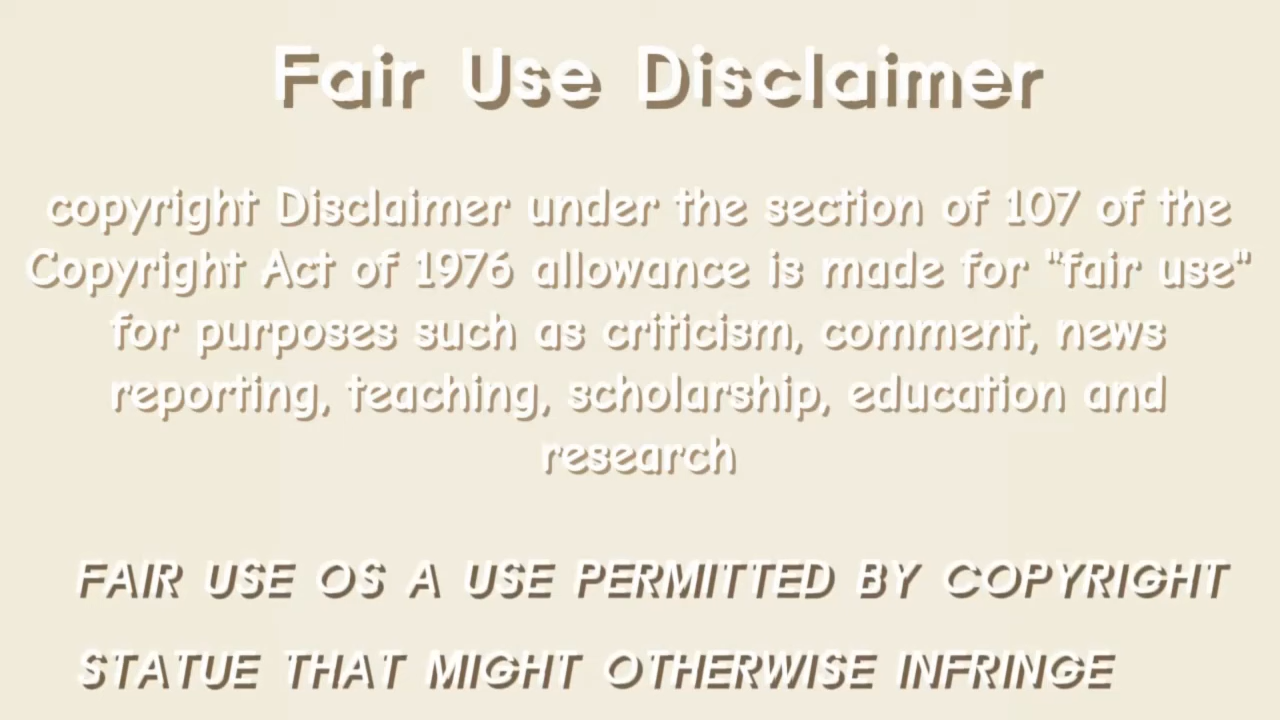 Fair Use Disclaimer
copyright Disclaimer under the section of 107 of the
Copyright Act of 1976 allowance is made for "fair use"
for purposes such as criticism, comment, news
reporting, teaching, scholarship, education and
research
FAIR USE OS A USE PERMITTED BY COPYRIGHT
STATUE THAT MIGHT OTHERWISE INFRINGE